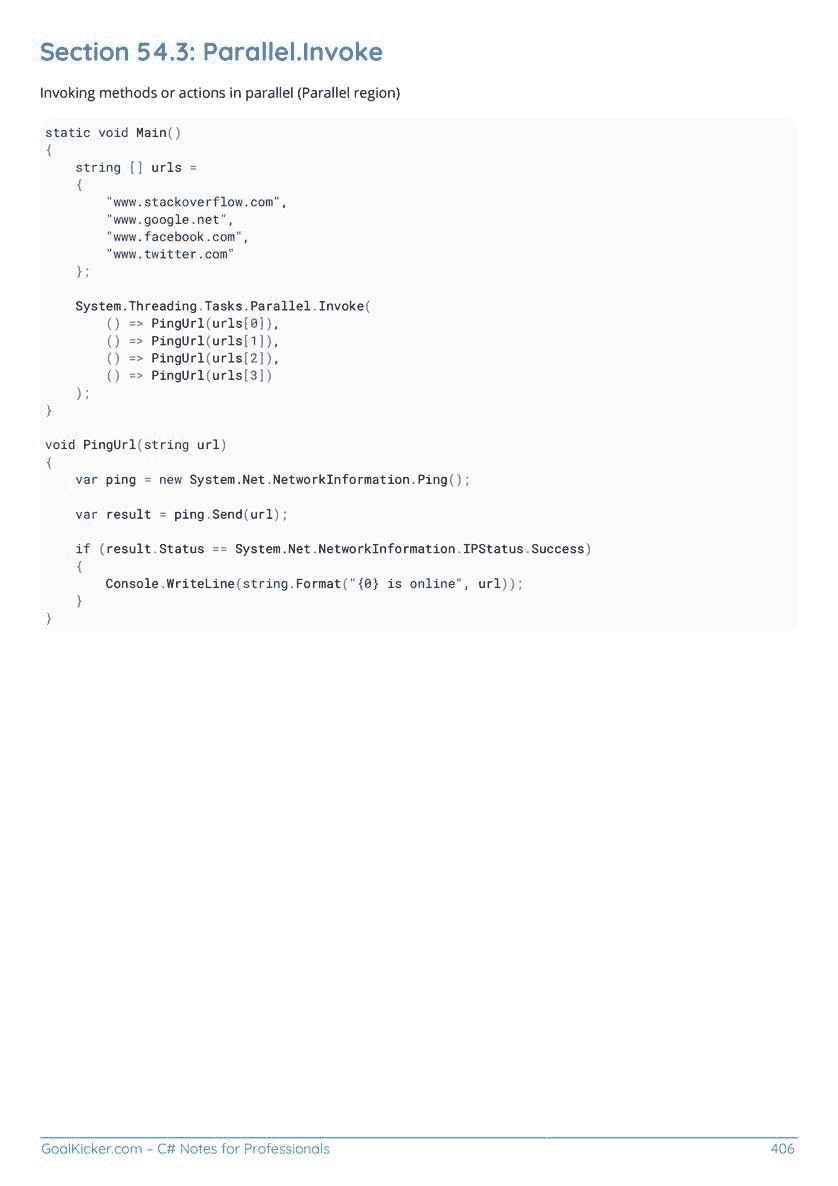 Section 54.3: Parallel.Invoke
Invoking methods or actions in parallel (Parallel region)
static void Main()
{
    string [] urls =
    {
        "www.stackoverflow.com",
        "www.google.net",
        "www.facebook.com",
        "www.twitter.com"
    };

    System.Threading.Tasks.Parallel.Invoke(
        () => PingUrl(urls[0]),
        () => PingUrl(urls[1]),
        () => PingUrl(urls[2]),
        () => PingUrl(urls[3])
    );
}

void PingUrl(string url)
{
    var ping = new System.Net.NetworkInformation.Ping();

    var result = ping.Send(url);

    if (result.Status == System.Net.NetworkInformation.IPStatus.Success)
    {
        Console.WriteLine(string.Format("{0} is online", url));
    }
}
GoalKicker.com – C# Notes for Professionals
406